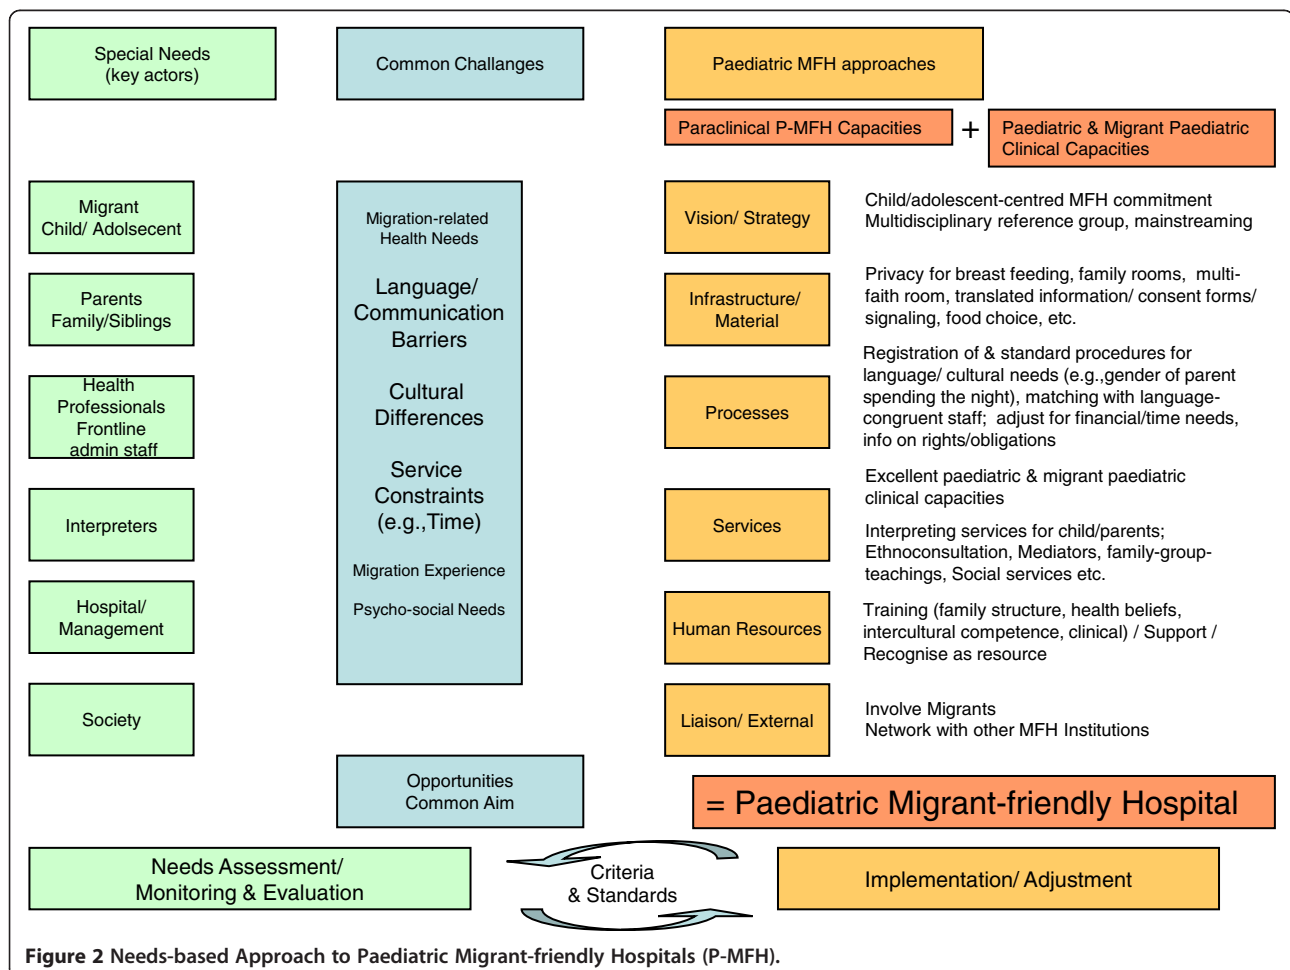 Special Needs
(key actors)
Common Challanges
Paediatric MFH approaches
Paraclinical P-MFH Capacities
+
Paediatric & Migrant Paediatric
Clinical Capacities
Migrant
Child/ Adolsecent
Parents
Family/Siblings
Health
Professionals
Frontline
admin staff
Interpreters
Hospital/
Management
Society
Migration-related
Health Needs
Language/
Communication
Barriers
Cultural
Differences
Service
Constraints
(e.g.,Time)
Migration Experience
Psycho-social Needs
Opportunities
Common Aim
Vision/ Strategy
Child/adolescent-centred MFH commitment
Multidisciplinary reference group, mainstreaming
Infrastructure/
Material
Privacy for breast feeding, family rooms, multi-
faith room, translated information/ consent forms/
signaling, food choice, etc.
Processes
Registration of & standard procedures for
language/ cultural needs (e.g.,gender of parent
spending the night), matching with language-
congruent staff; adjust for financial/time needs,
info on rights/obligations
Services
Excellent paediatric & migrant paediatric
clinical capacities
Interpreting services for child/parents;
Ethnoconsultation, Mediators, family-group-
teachings, Social services etc.
Human Resources
Training (family structure, health beliefs,
intercultural competence, clinical) / Support /
Recognise as resource
Liaison/ External
Involve Migrants
Network with other MFH Institutions
= Paediatric Migrant-friendly Hospital
Needs Assessment/
Monitoring & Evaluation
Criteria
& Standards
Implementation/ Adjustment
Figure 2 Needs-based Approach to Paediatric Migrant-friendly Hospitals (P-MFH).